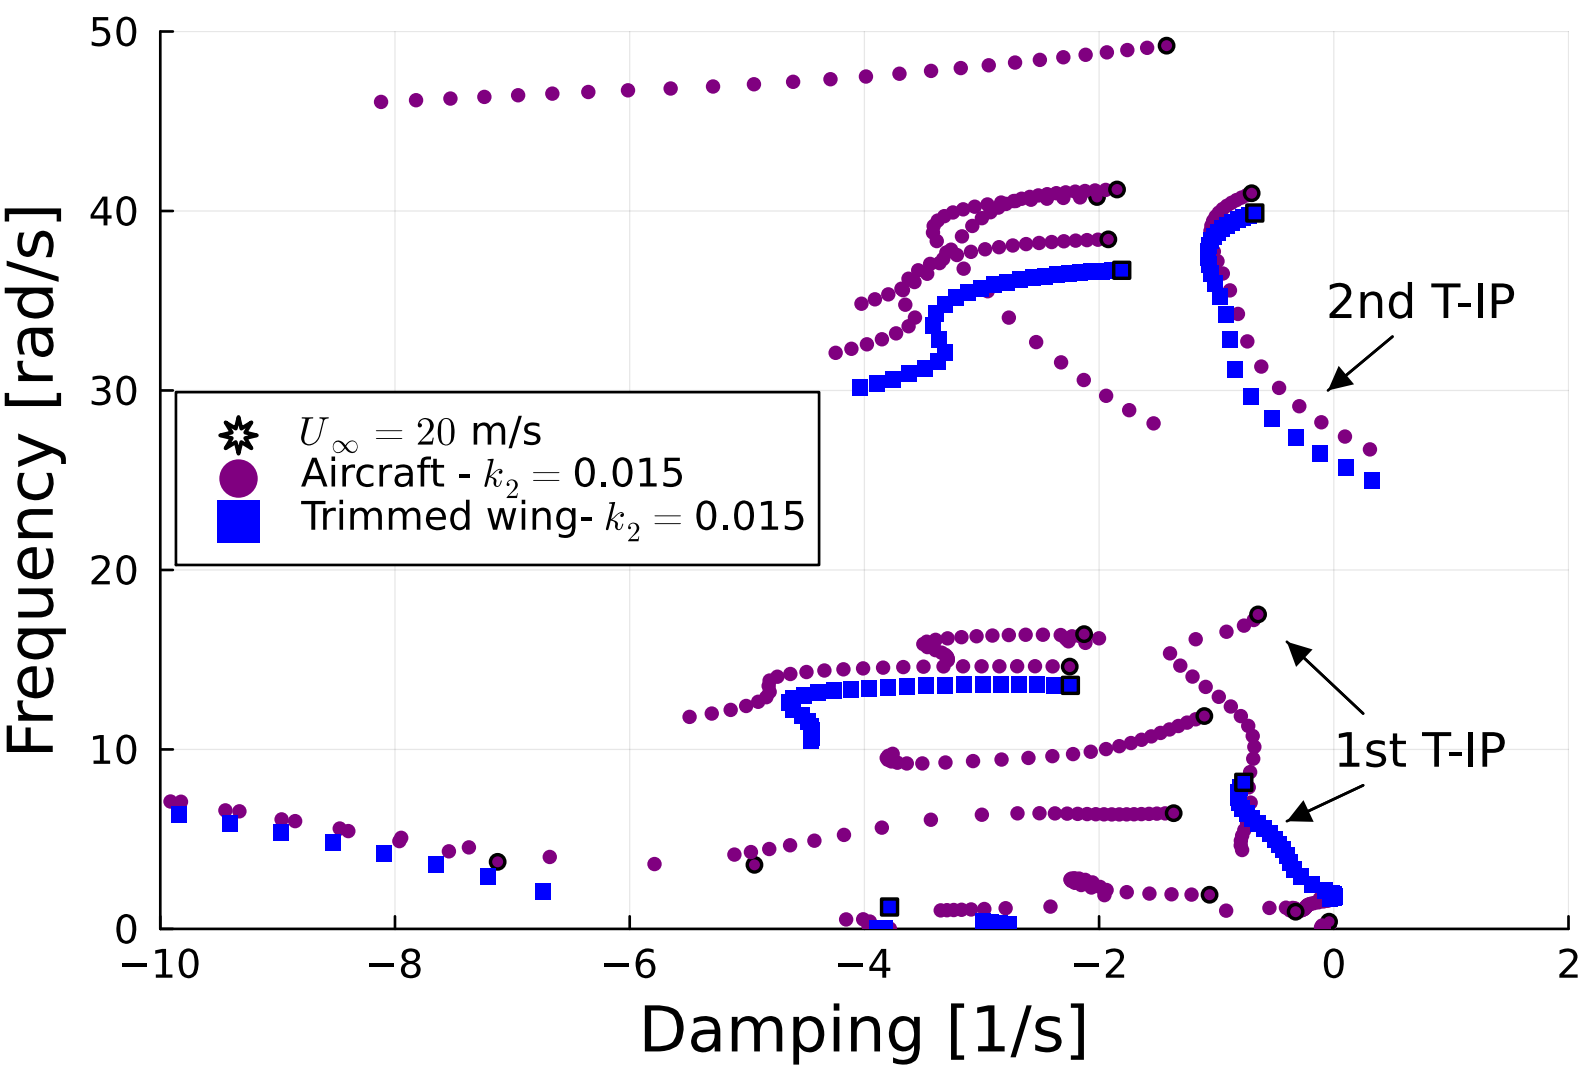 50
40
30
20
10
0
Frequency [rad/s]
2nd T-IP
U∞ = 20 m/s
Aircraft - k₂ = 0.015
Trimmed wing- k₂ = 0.015
1st T-IP
−10 −8 −6 −4 −2 0 2
Damping [1/s]